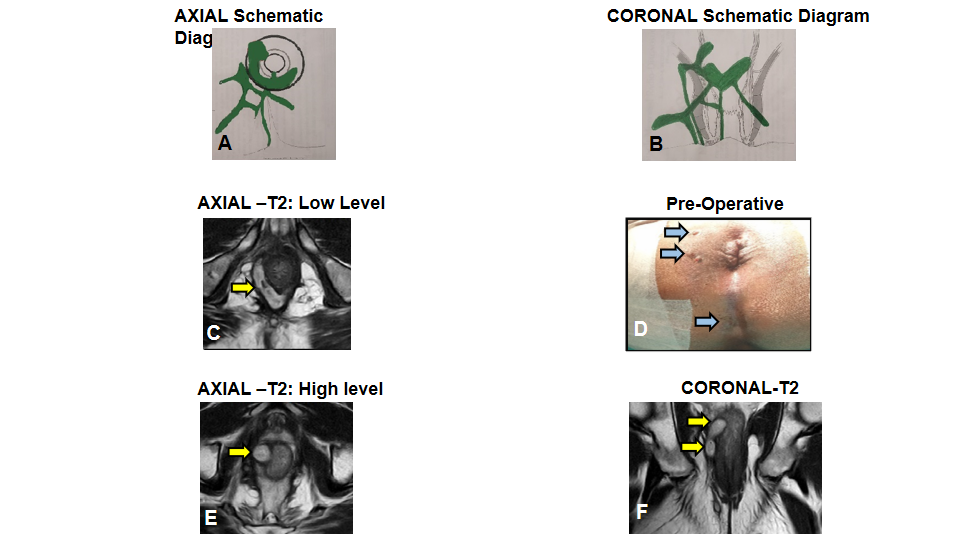 AXIAL Schematic
Diag
CORONAL Schematic Diagram
A
B
AXIAL –T2: Low Level
Pre-Operative
C
D
AXIAL –T2: High level
CORONAL-T2
E
F